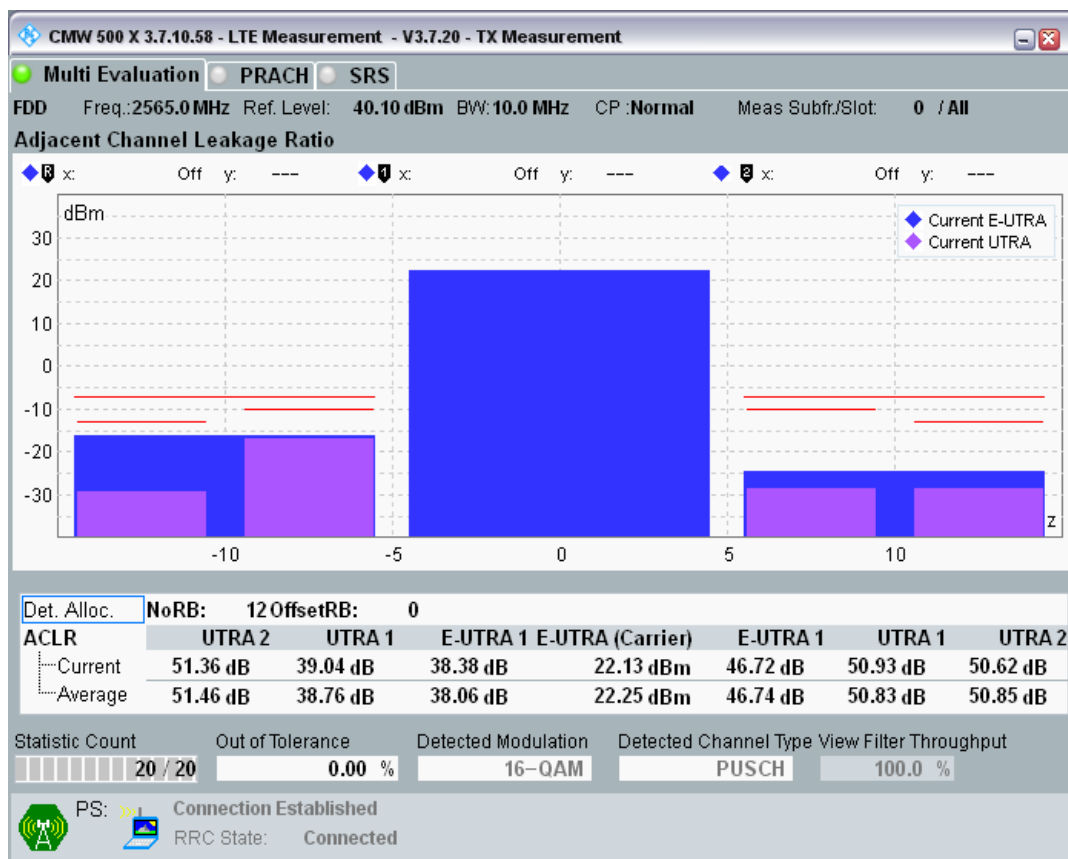 CMW 500 X 3.7.10.58 - LTE Measurement - V3.7.20 - TX Measurement
Multi Evaluation PRACH SRS
FDD Freq.:2565.0 MHz Ref. Level: 40.10 dBm BW: 10.0 MHz CP :Normal Meas Subfr./Slot: 0 / All
Adjacent Channel Leakage Ratio
R x: Off y: --- 1 x: Off y: --- 2 x: Off y: ---
dBm
Current E-UTRA
Current UTRA
30
20
10
0
-10
-20
-30
z
-10 -5 0 5 10
Det. Alloc. NoRB: 12 OffsetRB: 0
ACLR UTRA 2 UTRA 1 E-UTRA 1 E-UTRA (Carrier) E-UTRA 1 UTRA 1 UTRA 2
Current 51.36 dB 39.04 dB 38.38 dB 22.13 dBm 46.72 dB 50.93 dB 50.62 dB
Average 51.46 dB 38.76 dB 38.06 dB 22.25 dBm 46.74 dB 50.83 dB 50.85 dB
Statistic Count Out of Tolerance Detected Modulation Detected Channel Type View Filter Throughput
20 / 20 0.00 % 16-QAM PUSCH 100.0 %
PS: Connection Established
RRC State: Connected